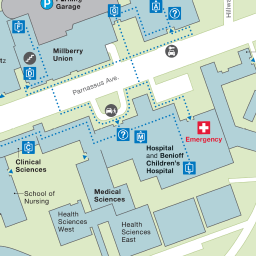 Parking
Garage
P
A
?
Hillw
D
Millberry
Union
F
Parnassus Ave.
?
M
Emergency
C
Hospital
and Benioff
Children's
Hospital
L
Clinical
Sciences
School of
Nursing
Medical
Sciences
Health
Sciences
West
Health
Sciences
East